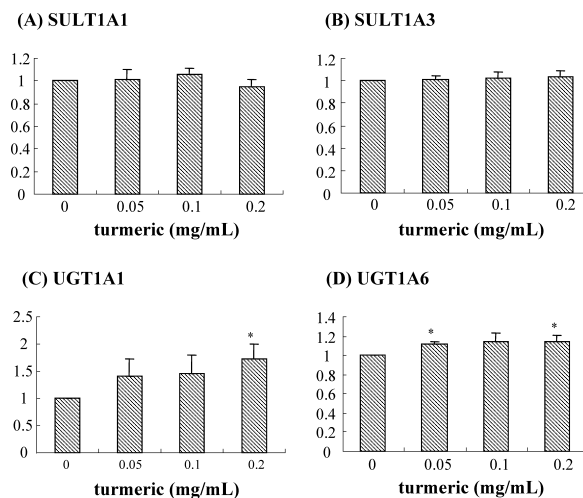 (A) SULT1A1
1.2
1
0.8
0.6
0.4
0.2
0
0 0.05 0.1 0.2
turmeric (mg/mL)
(B) SULT1A3
1.2
1
0.8
0.6
0.4
0.2
0
0 0.05 0.1 0.2
turmeric (mg/mL)
(C) UGT1A1
2.5
2
1.5
1
0.5
0
*
0 0.05 0.1 0.2
turmeric (mg/mL)
(D) UGT1A6
1.4
1.2
1
0.8
0.6
0.4
0.2
0
* *
0 0.05 0.1 0.2
turmeric (mg/mL)